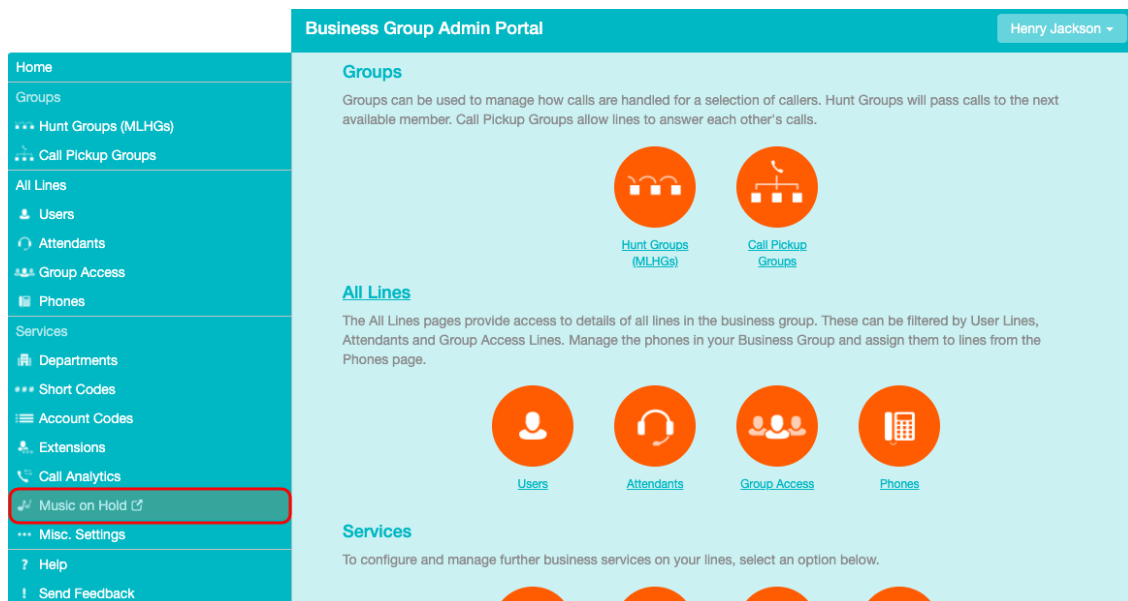 Business Group Admin Portal
Henry Jackson
Home
Groups
Hunt Groups (MLHGs)
Call Pickup Groups
All Lines
Users
Attendants
Group Access
Phones
Services
Departments
Short Codes
Account Codes
Extensions
Call Analytics
Music on Hold
Misc. Settings
? Help
! Send Feedback
Groups
Groups can be used to manage how calls are handled for a selection of callers. Hunt Groups will pass calls to the next
available member. Call Pickup Groups allow lines to answer each other's calls.
Hunt Groups
(MLHGs)
Call Pickup
Groups
All Lines
The All Lines pages provide access to details of all lines in the business group. These can be filtered by User Lines,
Attendants and Group Access Lines. Manage the phones in your Business Group and assign them to lines from the
Phones page.
Users
Attendants
Group Access
Phones
Services
To configure and manage further business services on your lines, select an option below.